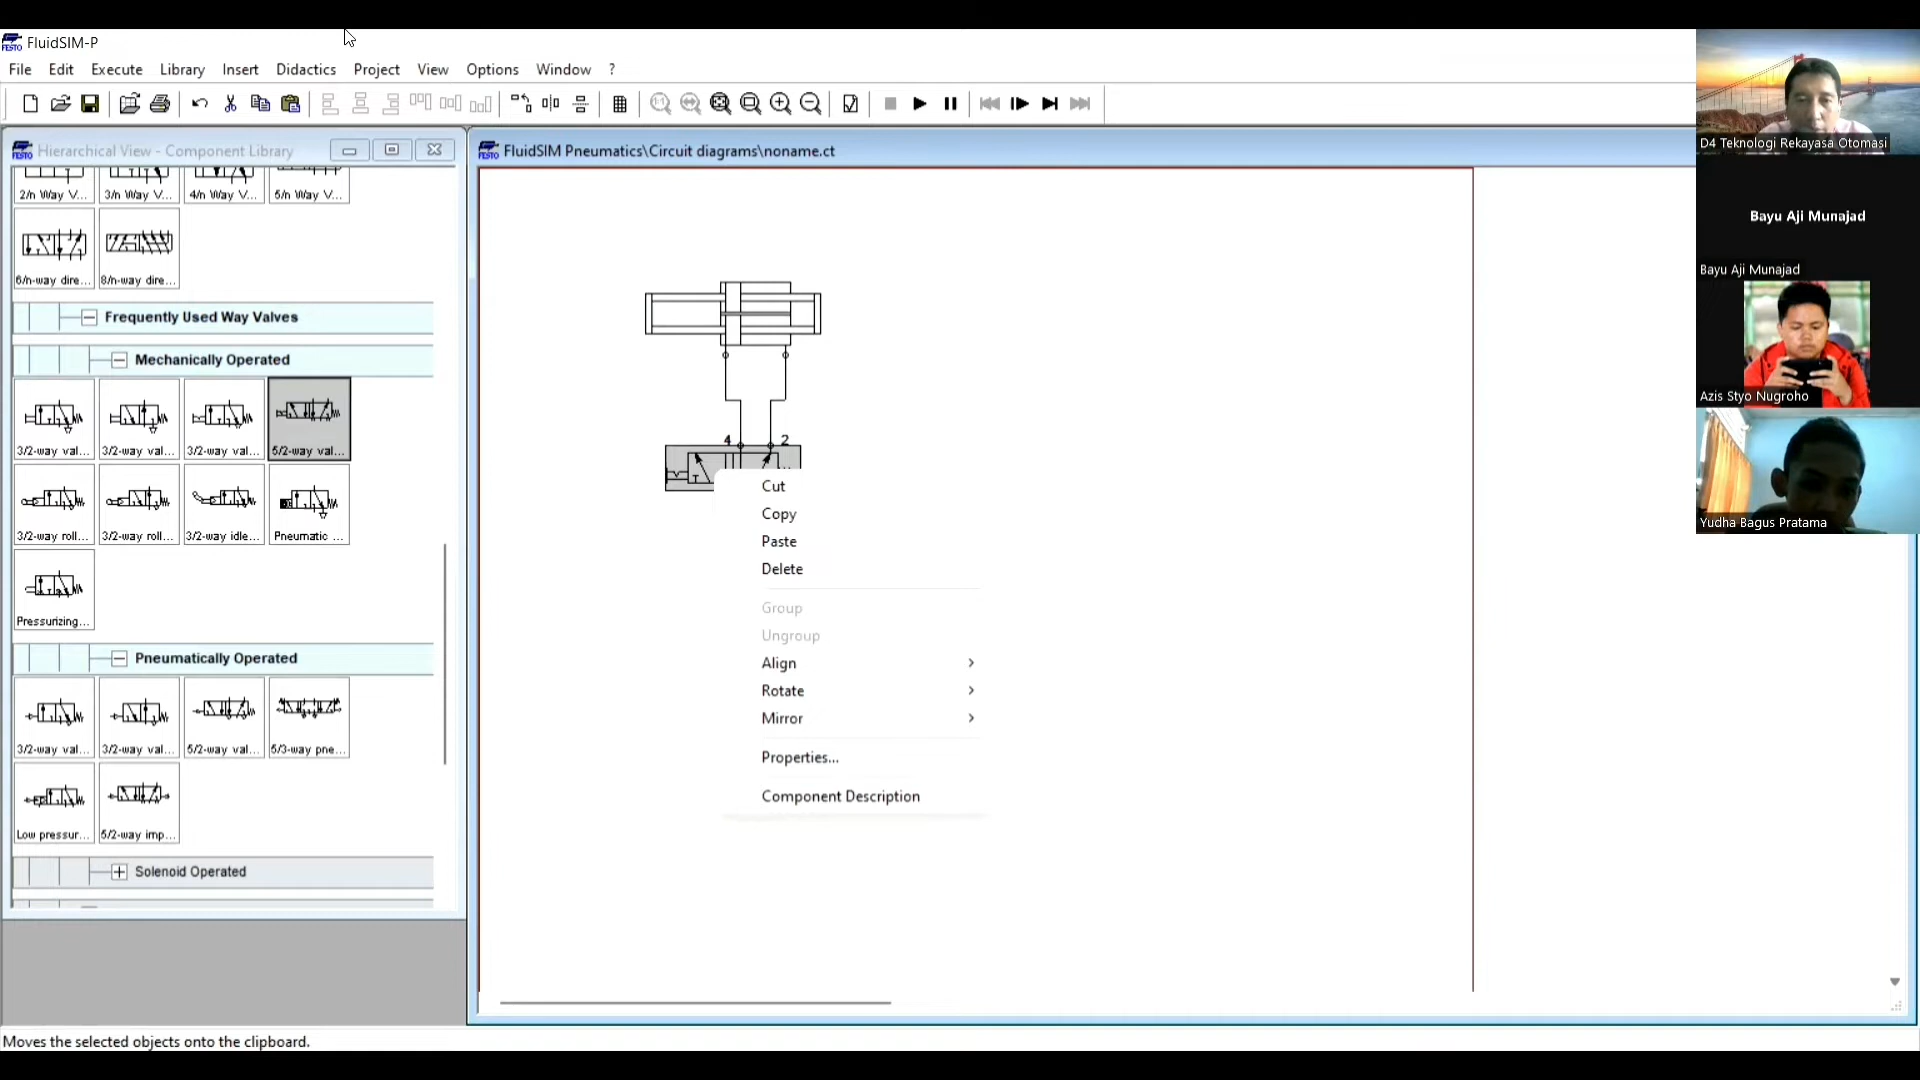 FluidSIM-P
File Edit Execute Library Insert Didactics Project View Options Window ?
Hierarchical View - Component Library
FluidSIM Pneumatics\Circuit diagrams\noname.ct
2/n Way V... 3/n Way V... 4/n Way V... 5/n Way V...
6/n-way dire... 8/n-way dire...
Frequently Used Way Valves
Mechanically Operated
3/2-way val... 3/2-way val... 3/2-way val... 5/2-way val...
3/2-way roll... 3/2-way roll... 3/2-way idle... Pneumatic ...
Pressurizing...
Pneumatically Operated
3/2-way val... 3/2-way val... 5/2-way val... 5/3-way pne...
Low pressur... 5/2-way imp...
Solenoid Operated
4 2
Cut
Copy
Paste
Delete
Group
Ungroup
Align
Rotate
Mirror
Properties...
Component Description
D4 Teknologi Rekayasa Otomasi
Bayu Aji Munajad
Bayu Aji Munajad
Azis Styo Nugroho
Yudha Bagus Pratama
Moves the selected objects onto the clipboard.
FESTO
FESTO
FESTO